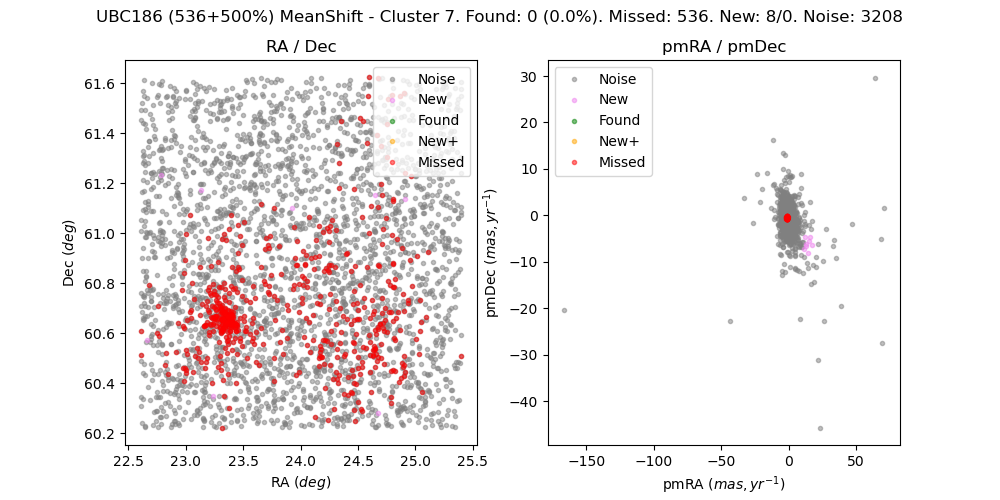 UBC186 (536+500%) MeanShift - Cluster 7. Found: 0 (0.0%). Missed: 536. New: 8/0. Noise: 3208
RA / Dec
61.6
61.4
61.2
61.0
60.8
60.6
60.4
60.2
Dec (deg)
22.5 23.0 23.5 24.0 24.5 25.0 25.5
RA (deg)
Noise
New
Found
New+
Missed
pmRA / pmDec
30
20
10
0
−10
−20
−30
−40
pmDec (mas, yr⁻¹)
−150 −100 −50 0 50
pmRA (mas, yr⁻¹)
Noise
New
Found
New+
Missed